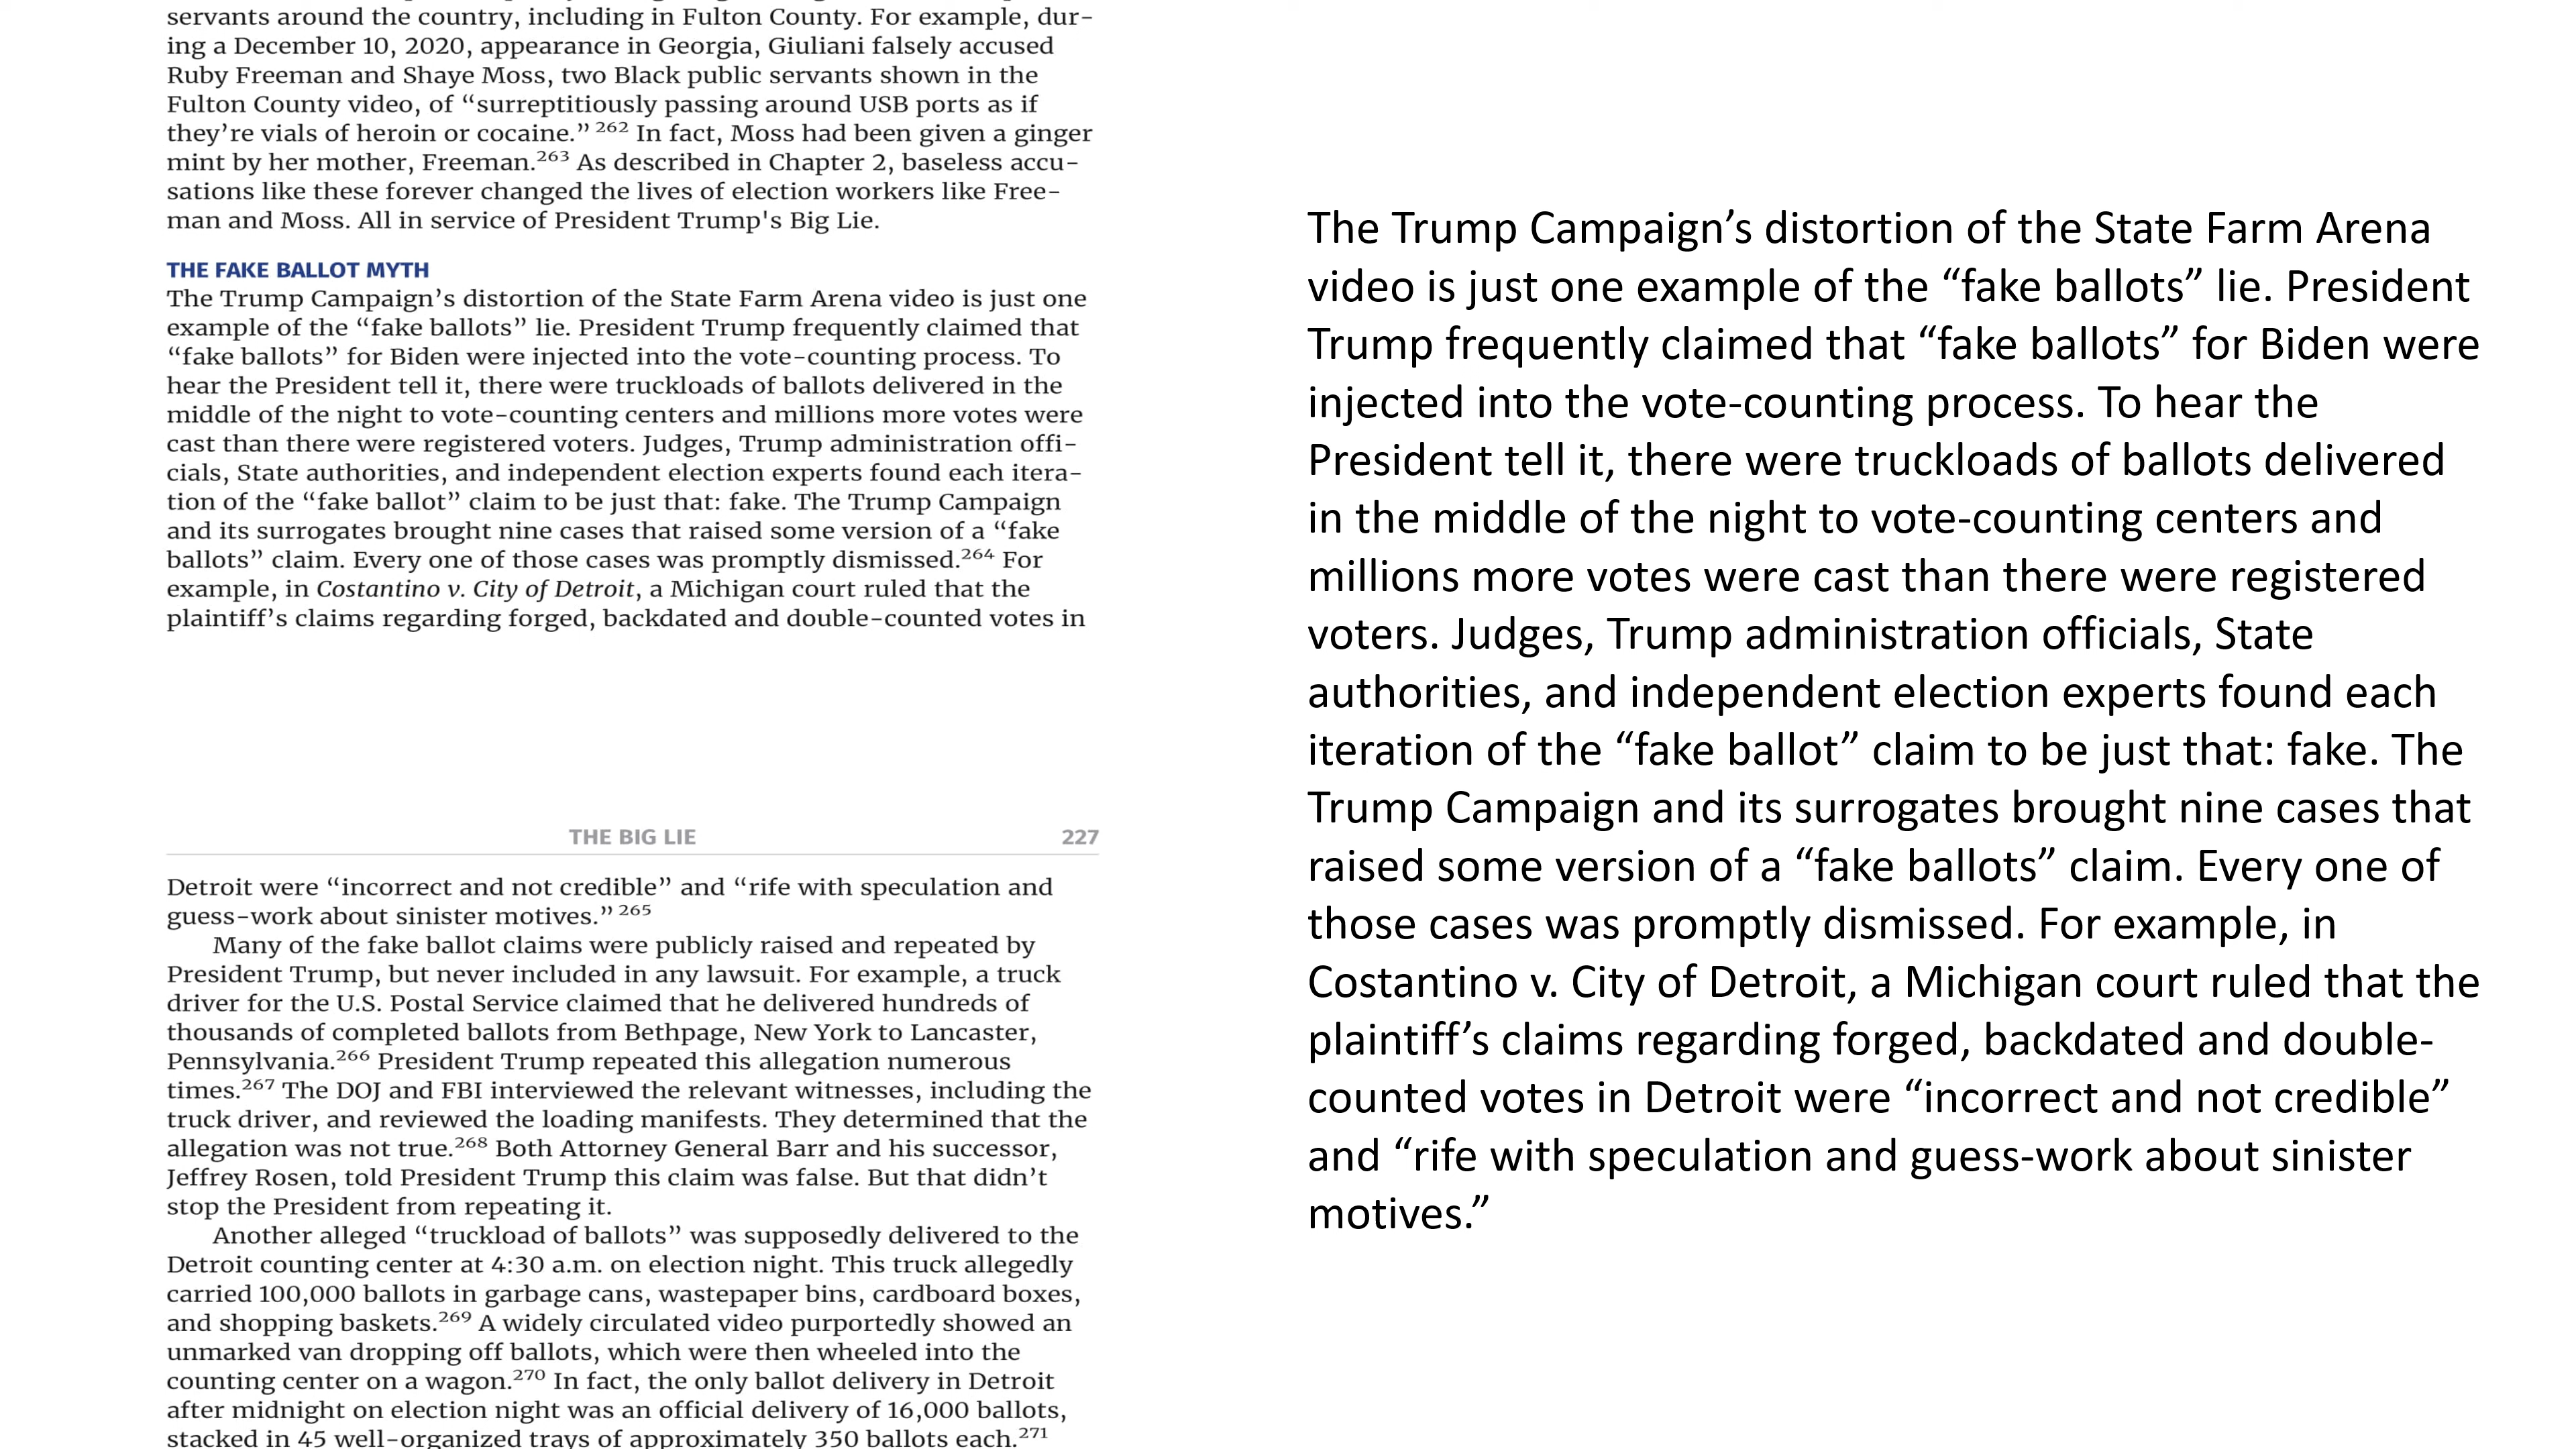 servants around the country, including in Fulton County. For example, dur-
ing a December 10, 2020, appearance in Georgia, Giuliani falsely accused
Ruby Freeman and Shaye Moss, two Black public servants shown in the
Fulton County video, of “surreptitiously passing around USB ports as if
they’re vials of heroin or cocaine.” 262 In fact, Moss had been given a ginger
mint by her mother, Freeman.263 As described in Chapter 2, baseless accu-
sations like these forever changed the lives of election workers like Free-
man and Moss. All in service of President Trump's Big Lie.
THE FAKE BALLOT MYTH
The Trump Campaign’s distortion of the State Farm Arena video is just one
example of the “fake ballots” lie. President Trump frequently claimed that
“fake ballots” for Biden were injected into the vote-counting process. To
hear the President tell it, there were truckloads of ballots delivered in the
middle of the night to vote-counting centers and millions more votes were
cast than there were registered voters. Judges, Trump administration offi-
cials, State authorities, and independent election experts found each itera-
tion of the “fake ballot” claim to be just that: fake. The Trump Campaign
and its surrogates brought nine cases that raised some version of a “fake
ballots” claim. Every one of those cases was promptly dismissed.264 For
example, in Costantino v. City of Detroit, a Michigan court ruled that the
plaintiff’s claims regarding forged, backdated and double-counted votes in
THE BIG LIE 227
Detroit were “incorrect and not credible” and “rife with speculation and
guess-work about sinister motives.” 265
Many of the fake ballot claims were publicly raised and repeated by
President Trump, but never included in any lawsuit. For example, a truck
driver for the U.S. Postal Service claimed that he delivered hundreds of
thousands of completed ballots from Bethpage, New York to Lancaster,
Pennsylvania.266 President Trump repeated this allegation numerous
times.267 The DOJ and FBI interviewed the relevant witnesses, including the
truck driver, and reviewed the loading manifests. They determined that the
allegation was not true.268 Both Attorney General Barr and his successor,
Jeffrey Rosen, told President Trump this claim was false. But that didn’t
stop the President from repeating it.
Another alleged “truckload of ballots” was supposedly delivered to the
Detroit counting center at 4:30 a.m. on election night. This truck allegedly
carried 100,000 ballots in garbage cans, wastepaper bins, cardboard boxes,
and shopping baskets.269 A widely circulated video purportedly showed an
unmarked van dropping off ballots, which were then wheeled into the
counting center on a wagon.270 In fact, the only ballot delivery in Detroit
after midnight on election night was an official delivery of 16,000 ballots,
stacked in 45 well-organized trays of approximately 350 ballots each.271
The Trump Campaign’s distortion of the State Farm Arena
video is just one example of the “fake ballots” lie. President
Trump frequently claimed that “fake ballots” for Biden were
injected into the vote-counting process. To hear the
President tell it, there were truckloads of ballots delivered
in the middle of the night to vote-counting centers and
millions more votes were cast than there were registered
voters. Judges, Trump administration officials, State
authorities, and independent election experts found each
iteration of the “fake ballot” claim to be just that: fake. The
Trump Campaign and its surrogates brought nine cases that
raised some version of a “fake ballots” claim. Every one of
those cases was promptly dismissed. For example, in
Costantino v. City of Detroit, a Michigan court ruled that the
plaintiff’s claims regarding forged, backdated and double-
counted votes in Detroit were “incorrect and not credible”
and “rife with speculation and guess-work about sinister
motives.”